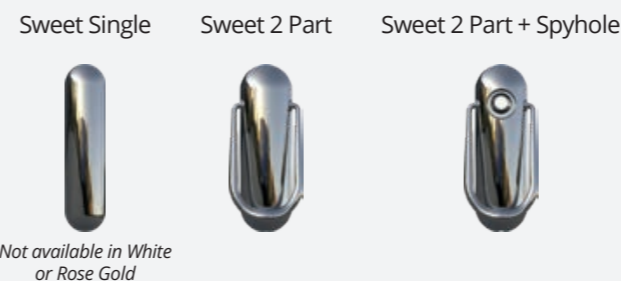 Sweet Single
Sweet 2 Part
Sweet 2 Part + Spyhole
Not available in White
or Rose Gold